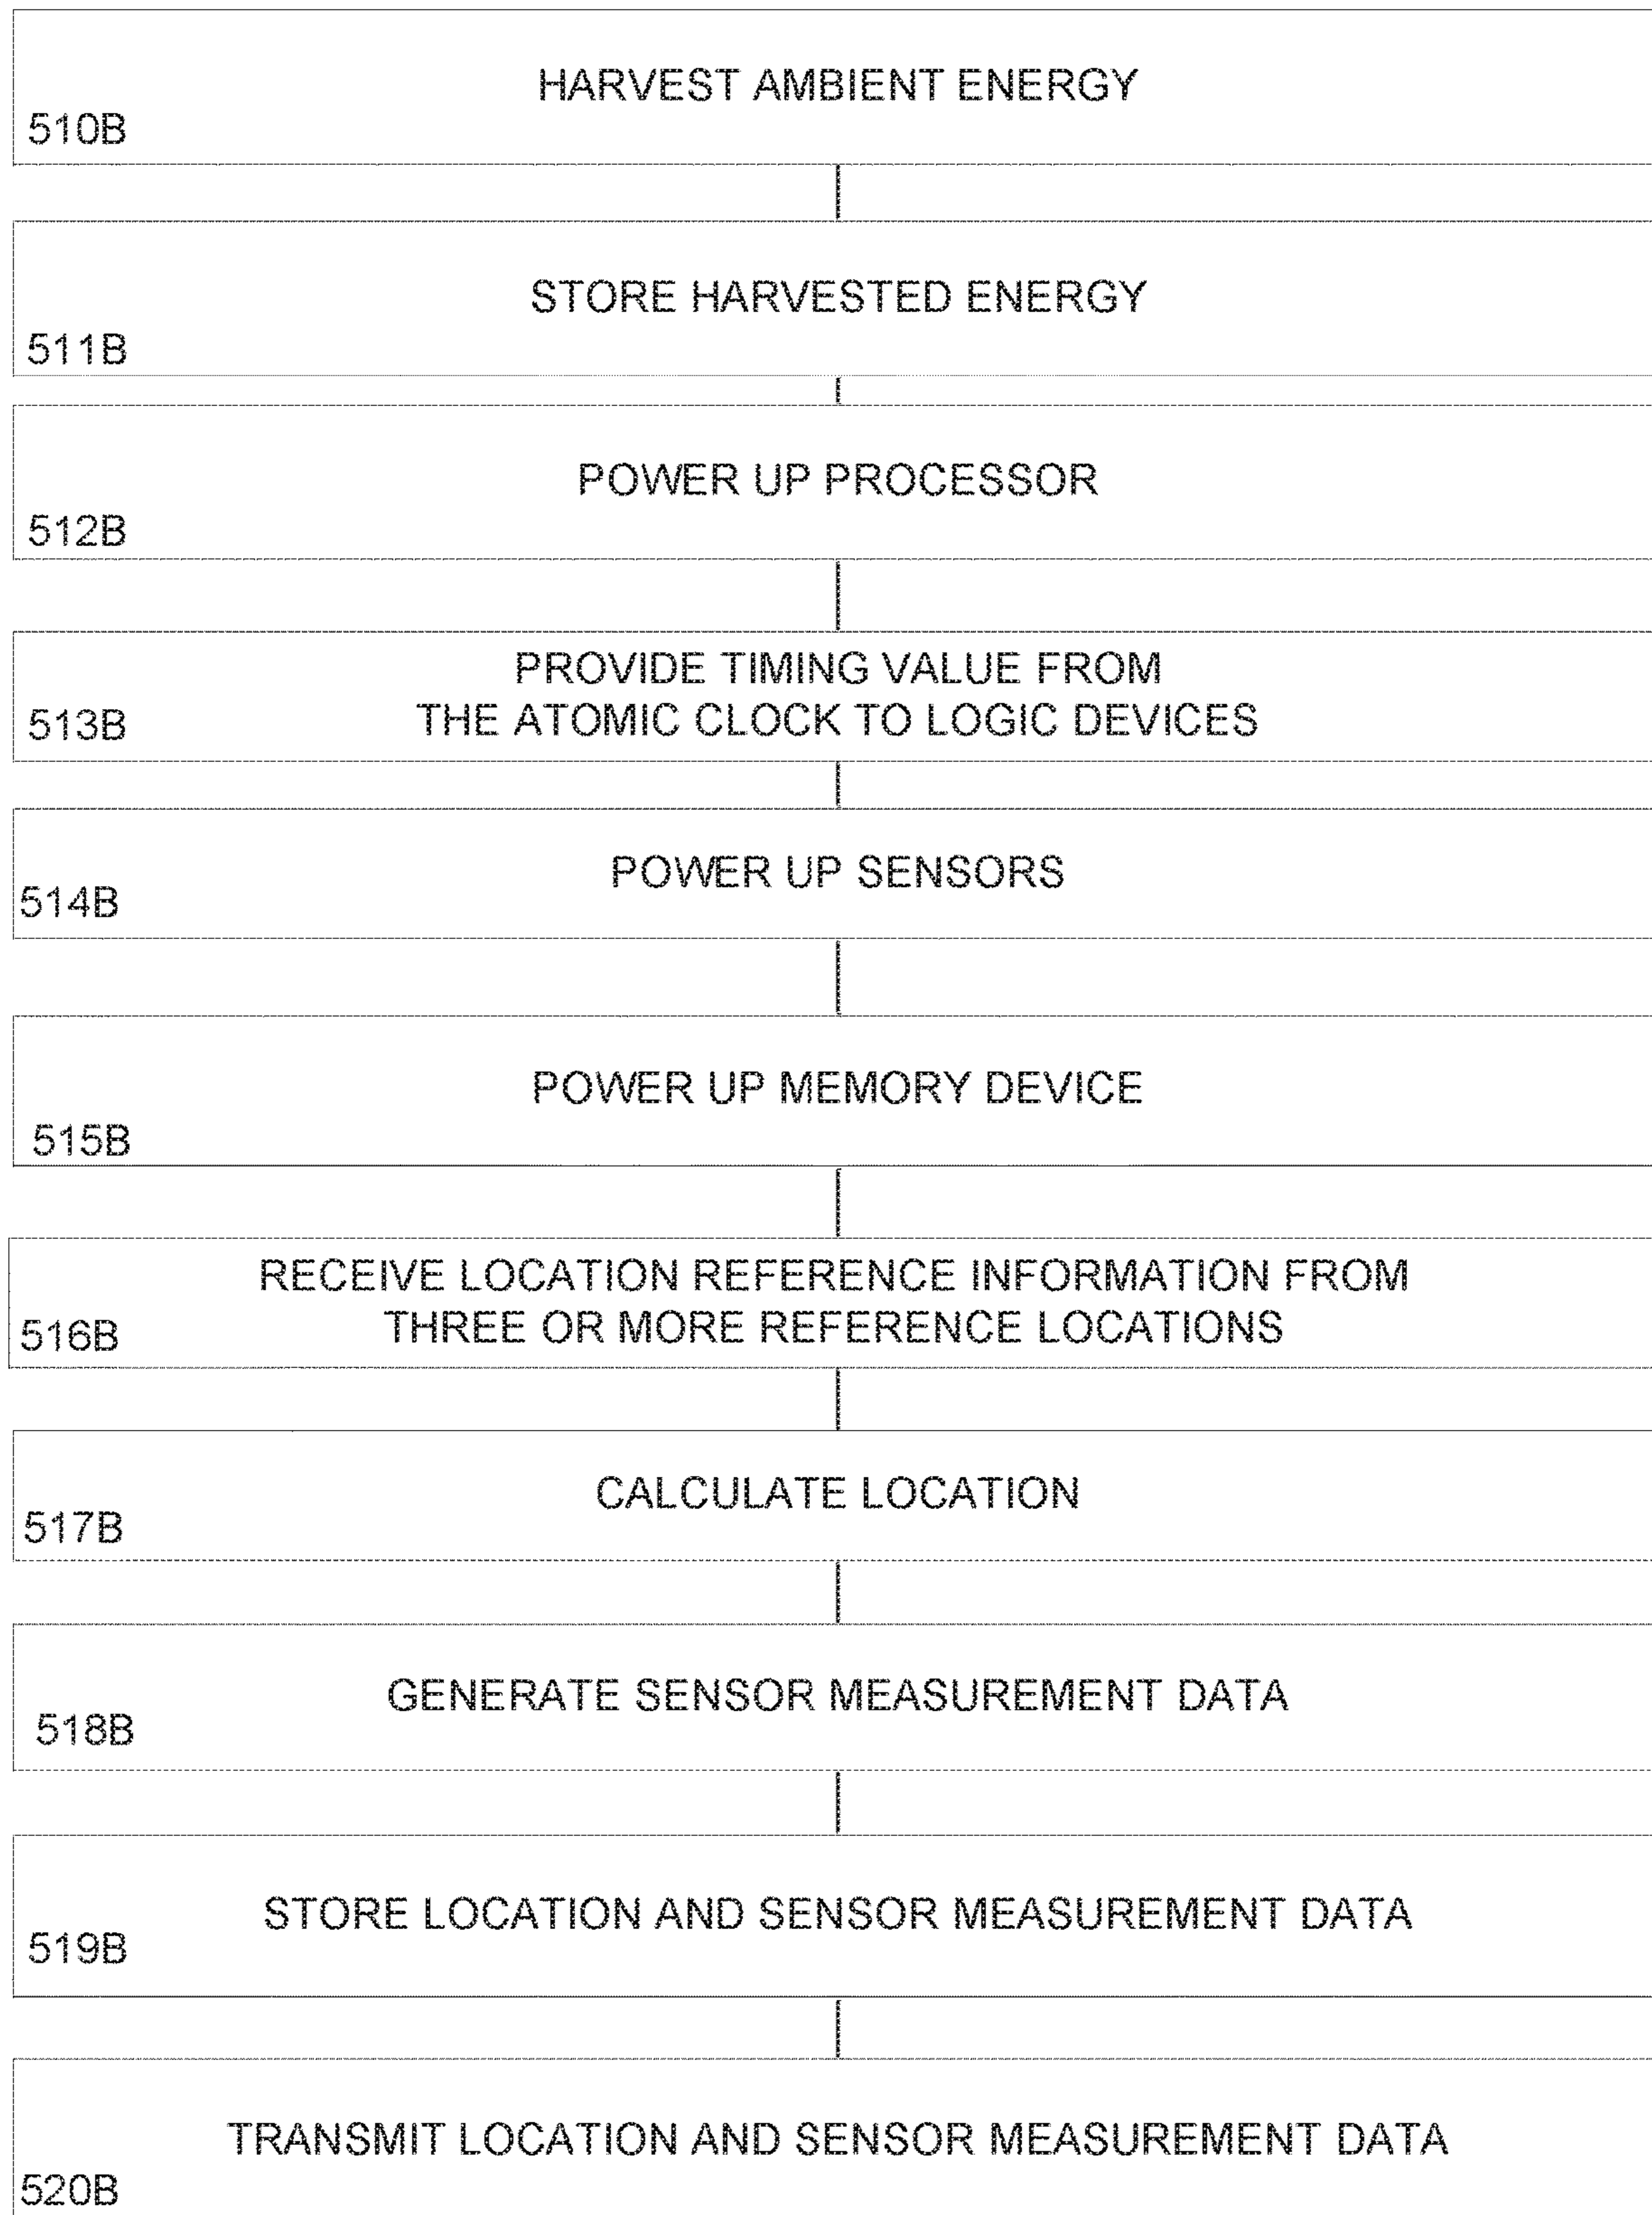 HARVEST AMBIENT ENERGY
510B
STORE HARVESTED ENERGY
511B
POWER UP PROCESSOR
512B
PROVIDE TIMING VALUE FROM
THE ATOMIC CLOCK TO LOGIC DEVICES
513B
POWER UP SENSORS
514B
POWER UP MEMORY DEVICE
515B
RECEIVE LOCATION REFERENCE INFORMATION FROM
THREE OR MORE REFERENCE LOCATIONS
516B
CALCULATE LOCATION
517B
GENERATE SENSOR MEASUREMENT DATA
518B
STORE LOCATION AND SENSOR MEASUREMENT DATA
519B
TRANSMIT LOCATION AND SENSOR MEASUREMENT DATA
520B